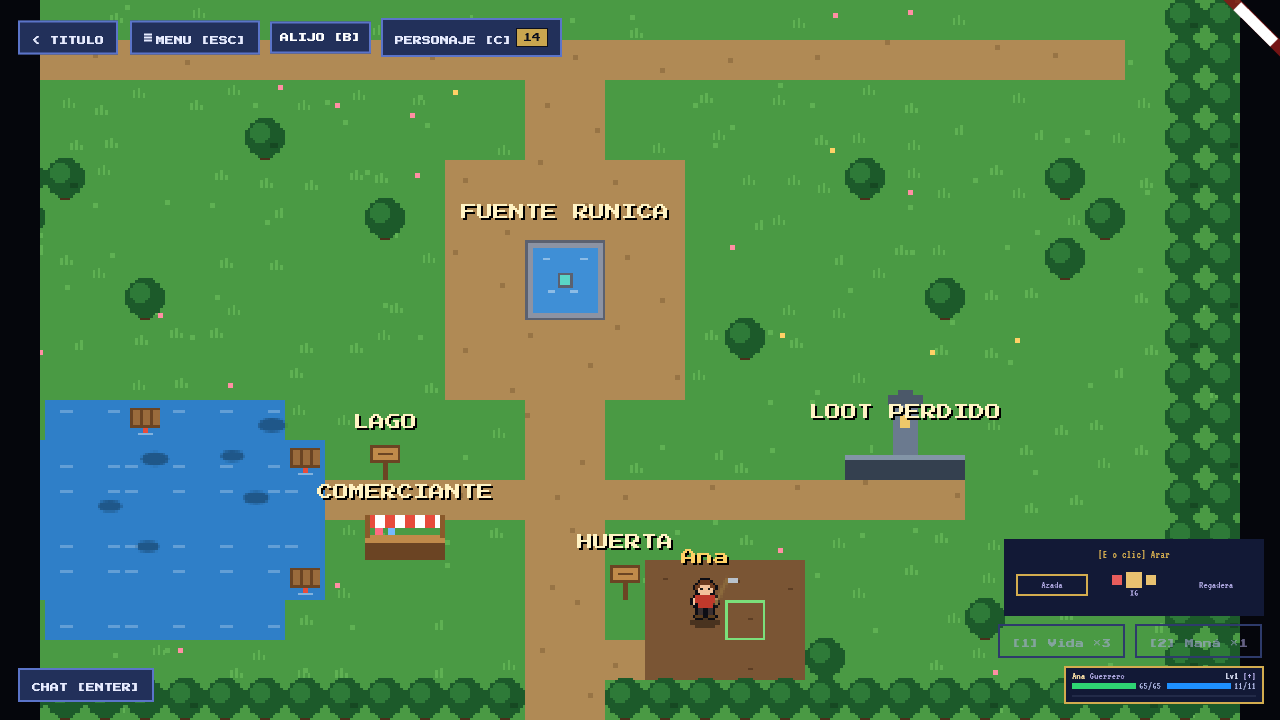 < TITULO
≡MENU [ESC]
ALIJO [B]
PERSONAJE [C] 14
FUENTE RUNICA
LAGO
LOOT PERDIDO
COMERCIANTE
HUERTA
Ana
[E o clic] Arar
Azada
16
Regadera
[1] Vida ×3
[2] Mana ×1
Ana Guerrero
Lv1 [+]
65/65
11/11
CHAT [ENTER]